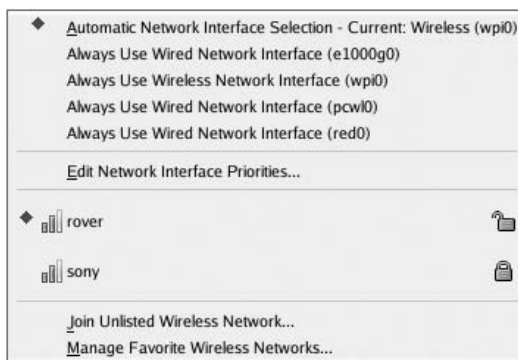 Automatic Network Interface Selection - Current: Wireless (wpi0)
Always Use Wired Network Interface (e1000g0)
Always Use Wireless Network Interface (wpi0)
Always Use Wired Network Interface (pcwl0)
Always Use Wired Network Interface (red0)
Edit Network Interface Priorities...
rover
sony
Join Unlisted Wireless Network...
Manage Favorite Wireless Networks...